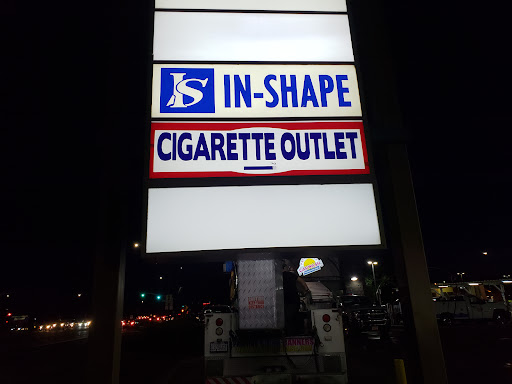 IS IN-SHAPE
CIGARETTE OUTLET